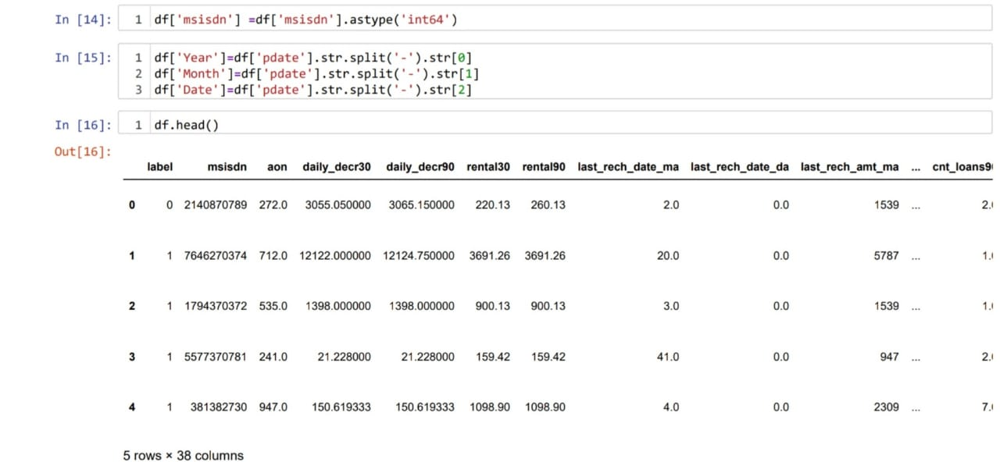 In [14]: 1 df['msisdn'] =df['msisdn'].astype('int64')
In [15]: 1 df['Year']=df['pdate'].str.split('-').str[0]
2 df['Month']=df['pdate'].str.split('-').str[1]
3 df['Date']=df['pdate'].str.split('-').str[2]
In [16]: 1 df.head()
Out[16]:
label msisdn aon daily_decr30 daily_decr90 rental30 rental90 last_rech_date_ma last_rech_date_da last_rech_amt_ma ... cnt_loans9
0 0 2140870789 272.0 3055.050000 3065.150000 220.13 260.13 2.0 0.0 1539 ... 2.
1 1 7646270374 712.0 12122.000000 12124.750000 3691.26 3691.26 20.0 0.0 5787 ... 1.
2 1 1794370372 535.0 1398.000000 1398.000000 900.13 900.13 3.0 0.0 1539 ... 1.
3 1 5577370781 241.0 21.228000 21.228000 159.42 159.42 41.0 0.0 947 ... 2.
4 1 381382730 947.0 150.619333 150.619333 1098.90 1098.90 4.0 0.0 2309 ... 7.
5 rows × 38 columns